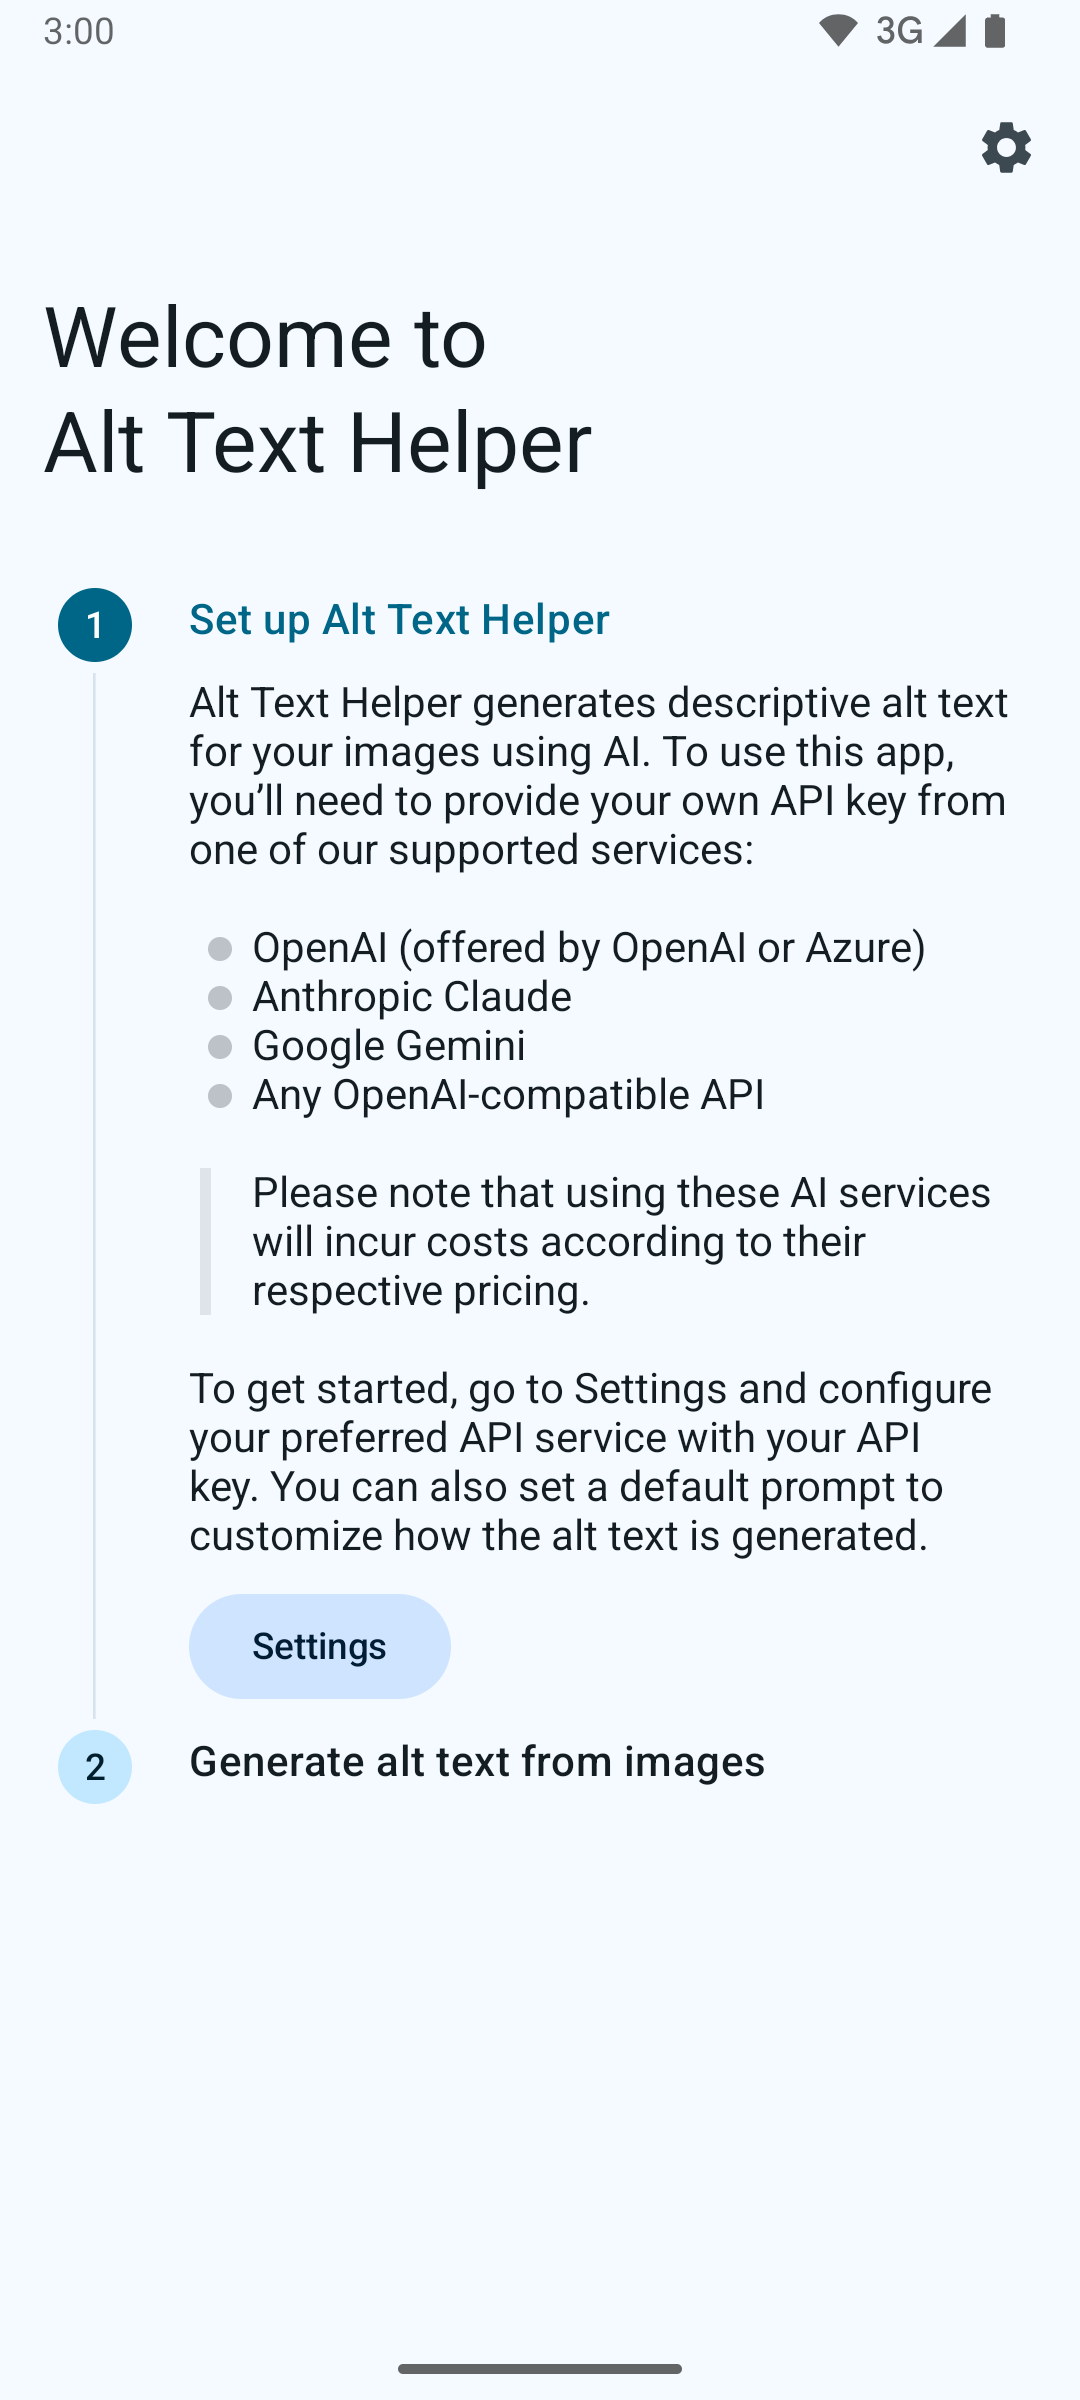 3:00
3G
Welcome to
Alt Text Helper
1
Set up Alt Text Helper
Alt Text Helper generates descriptive alt text
for your images using AI. To use this app,
you’ll need to provide your own API key from
one of our supported services:
OpenAI (offered by OpenAI or Azure)
Anthropic Claude
Google Gemini
Any OpenAI-compatible API
Please note that using these AI services
will incur costs according to their
respective pricing.
To get started, go to Settings and configure
your preferred API service with your API
key. You can also set a default prompt to
customize how the alt text is generated.
Settings
2
Generate alt text from images